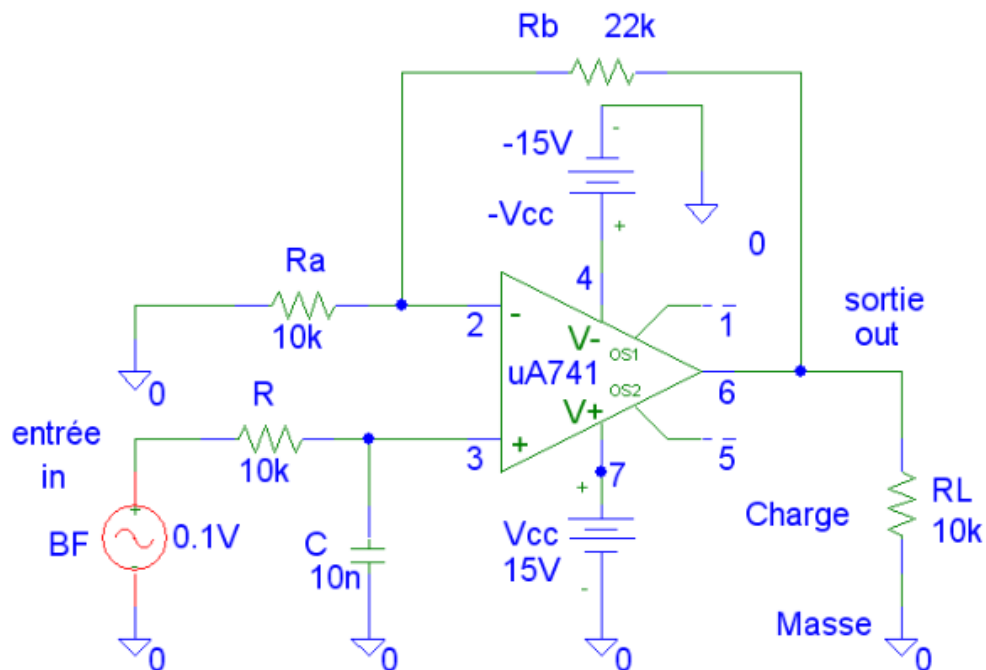 Rb 22k
-15V
-
-Vcc
+
0
Ra
10k
4
2
-
V-
OS1
1
sortie
out
uA741
6
OS2
V+
0
R
entrée
in
10k
3
+
5
7
+
BF
+
0.1V
-
C
10n
Vcc
15V
-
Charge
RL
10k
Masse
0
0
0
0